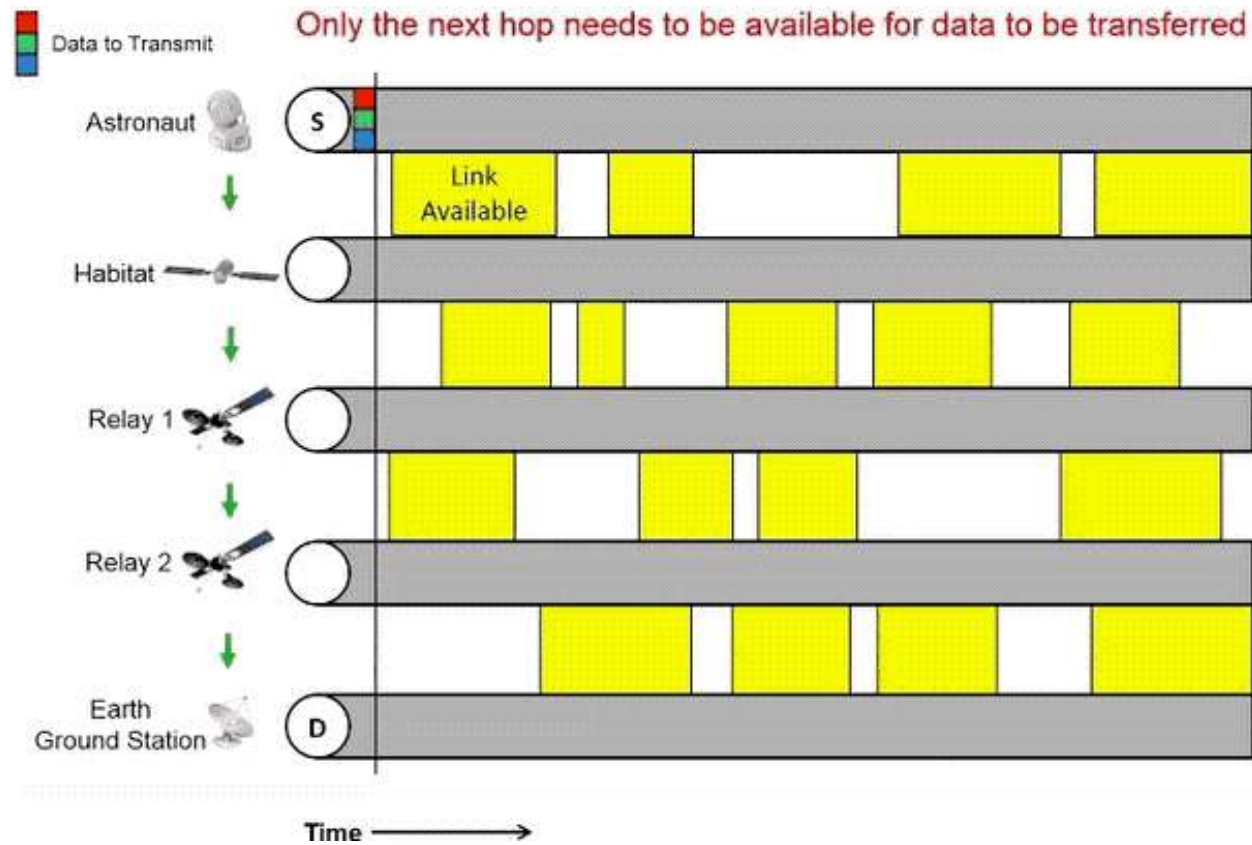 Only the next hop needs to be available for data to be transferred
Data to Transmit
Astronaut
S
Link
Available
Habitat
Relay 1
Relay 2
Earth
Ground Station
D
Time